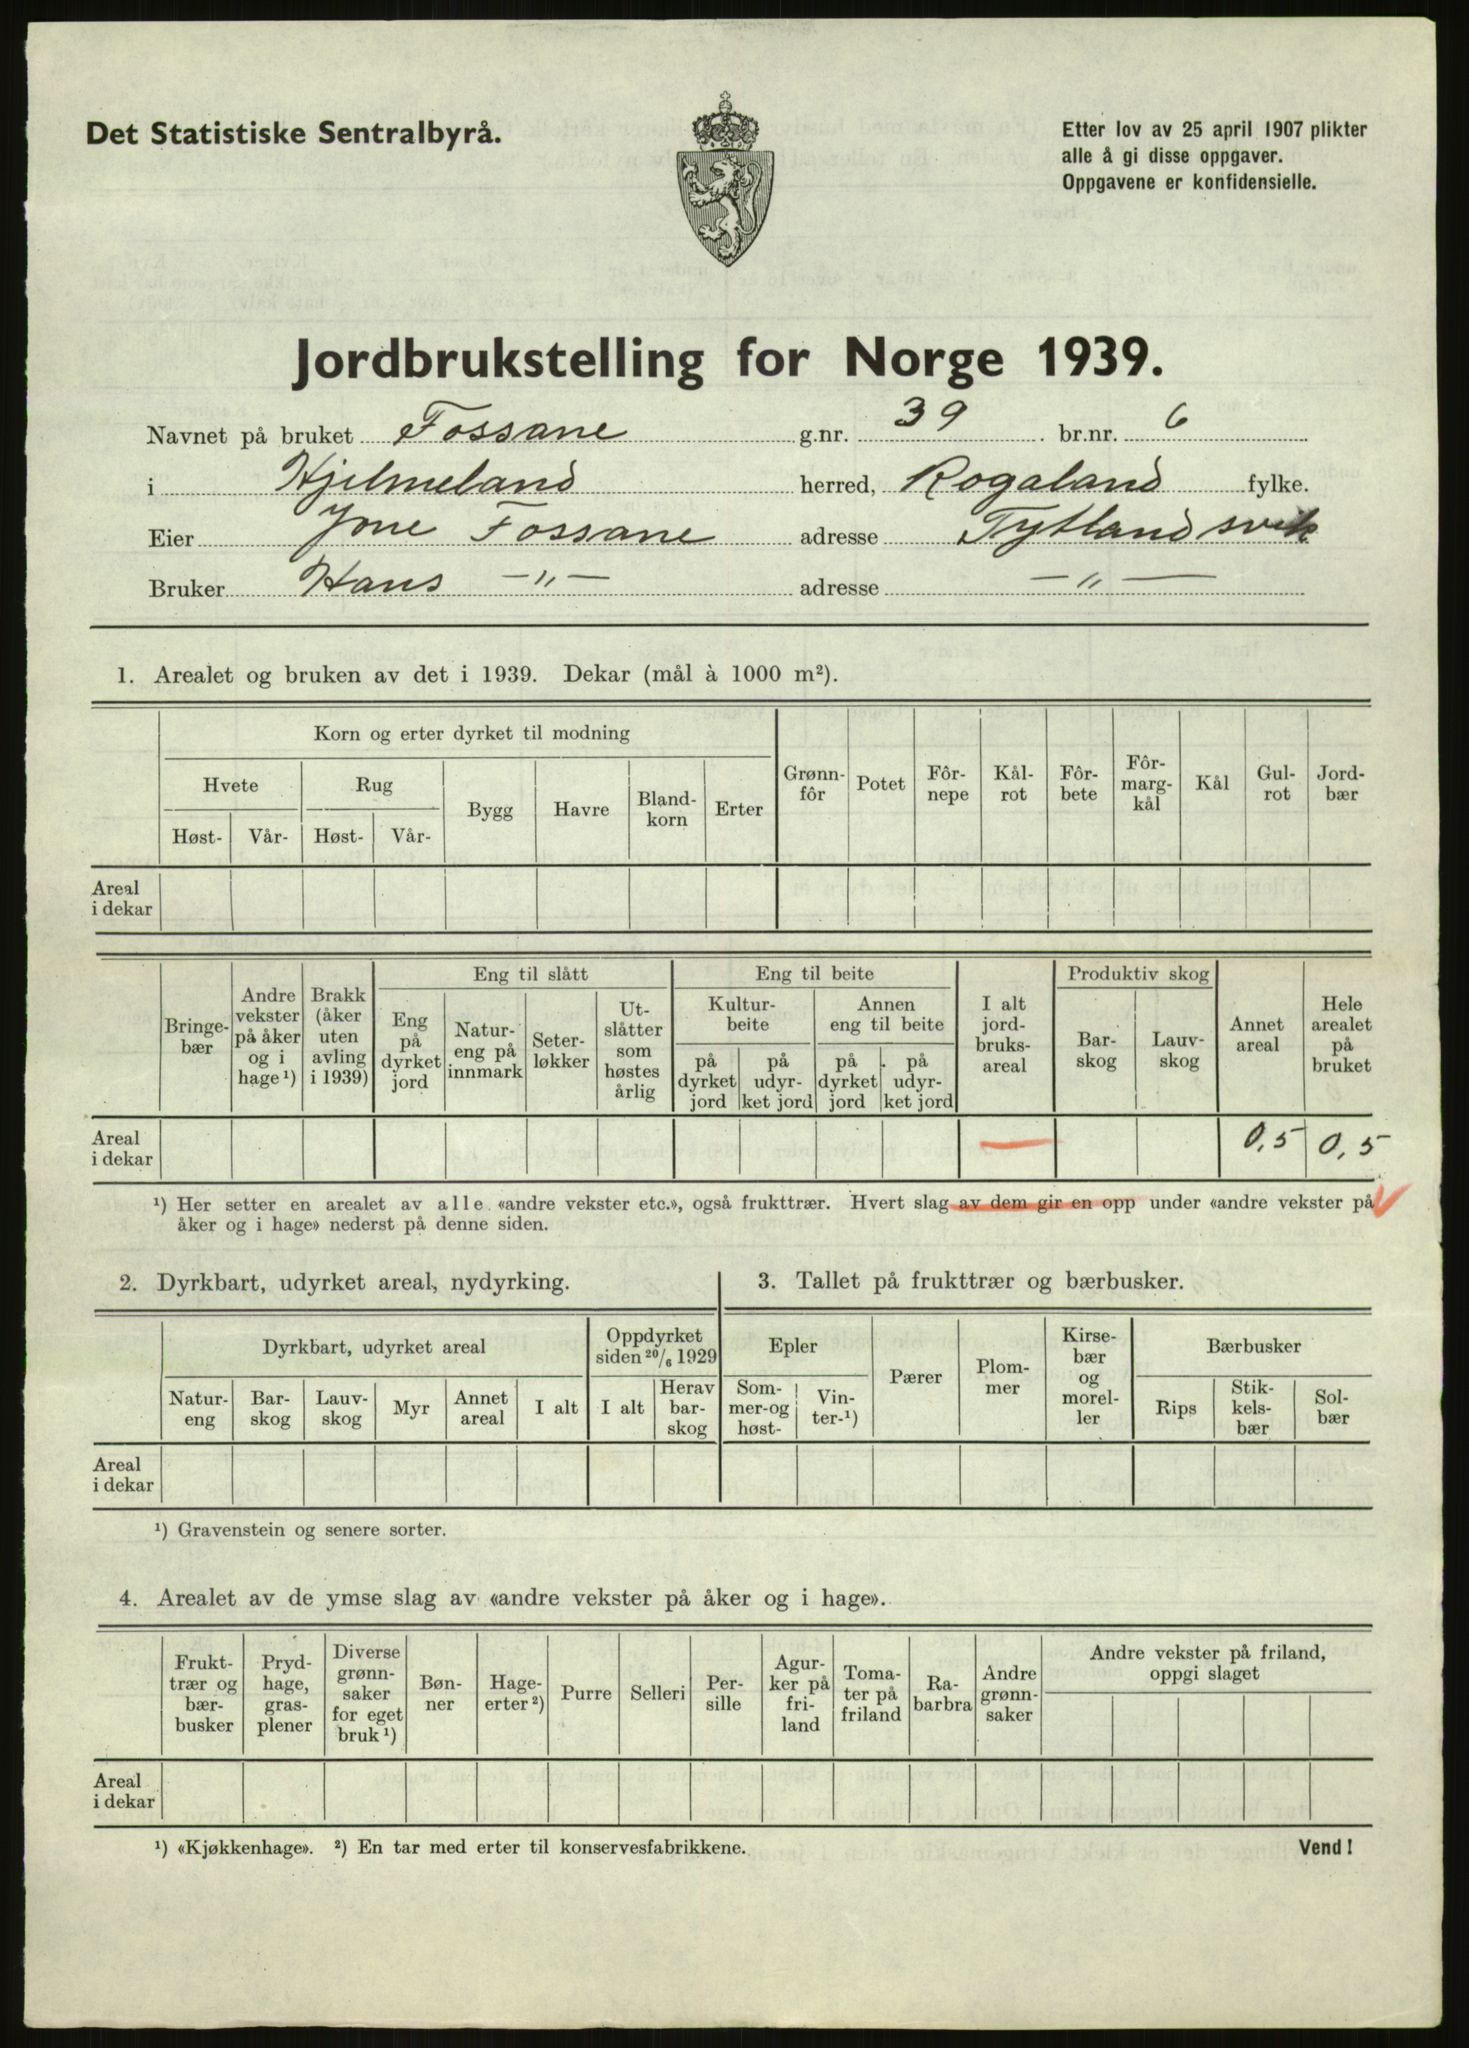 Det Statistiske Sentralbyrå.
Etter lov av 25 april 1907 plikter
alle å gi disse oppgaver.
Oppgavene er konfidensielle.
Jordbrukstelling for Norge 1939.
Navnet på bruket Fossane g.nr. 39 br.nr. 6
i Hjelmeland herred, Rogaland fylke.
Eier Jone Fossane adresse Tytlandsvik
Bruker Hans —„— adresse —„—
1. Arealet og bruken av det i 1939. Dekar (mål à 1000 m²).
Korn og erter dyrket til modning
Hvete Rug
Høst- Vår- Høst- Vår- Bygg Havre Bland-korn Erter Grønn-fôr Potet Fôr-nepe Kål-rot Fôr-bete Fôr-marg-kål Kål Gul-rot Jord-bær
Areal
i dekar
Eng til slått Eng til beite Produktiv skog
Kultur-beite Annen eng til beite
Bringe-bær Andre vekster på åker og i hage¹) Brakk (åker uten avling i 1939) Eng på dyrket jord Natur-eng på innmark Seter-løkker Ut-slåtter som høstes årlig på dyrket jord på udyr-ket jord på dyrket jord på udyr-ket jord I alt jord-bruks-areal Bar-skog Lauv-skog Annet areal Hele arealet på bruket
Areal
i dekar — 0,5 0,5
¹) Her setter en arealet av alle «andre vekster etc.», også frukttrær. Hvert slag av dem gir en opp under «andre vekster på
åker og i hage» nederst på denne siden.
2. Dyrkbart, udyrket areal, nydyrking.
Dyrkbart, udyrket areal Oppdyrket siden 20/6 1929
Natur-eng Bar-skog Lauv-skog Myr Annet areal I alt I alt Herav bar-skog
3. Tallet på frukttrær og bærbusker.
Epler Pærer Plom-mer Kirse-bær og morel-ler Bærbusker
Som-mer-og høst- Vin-ter-¹) Rips Stik-kels-bær Sol-bær
Areal
i dekar
¹) Gravenstein og senere sorter.
4. Arealet av de ymse slag av «andre vekster på åker og i hage».
Frukt-trær og bær-busker Pryd-hage, gras-plener Diverse grønn-saker for eget bruk¹) Bøn-ner Hage-erter²) Purre Selleri Per-sille Agur-ker på fri-land Toma-ter på friland Ra-barbra Andre grønn-saker Andre vekster på friland, oppgi slaget
Areal
i dekar
¹) «Kjøkkenhage». ²) En tar med erter til konservesfabrikkene.
Vend!